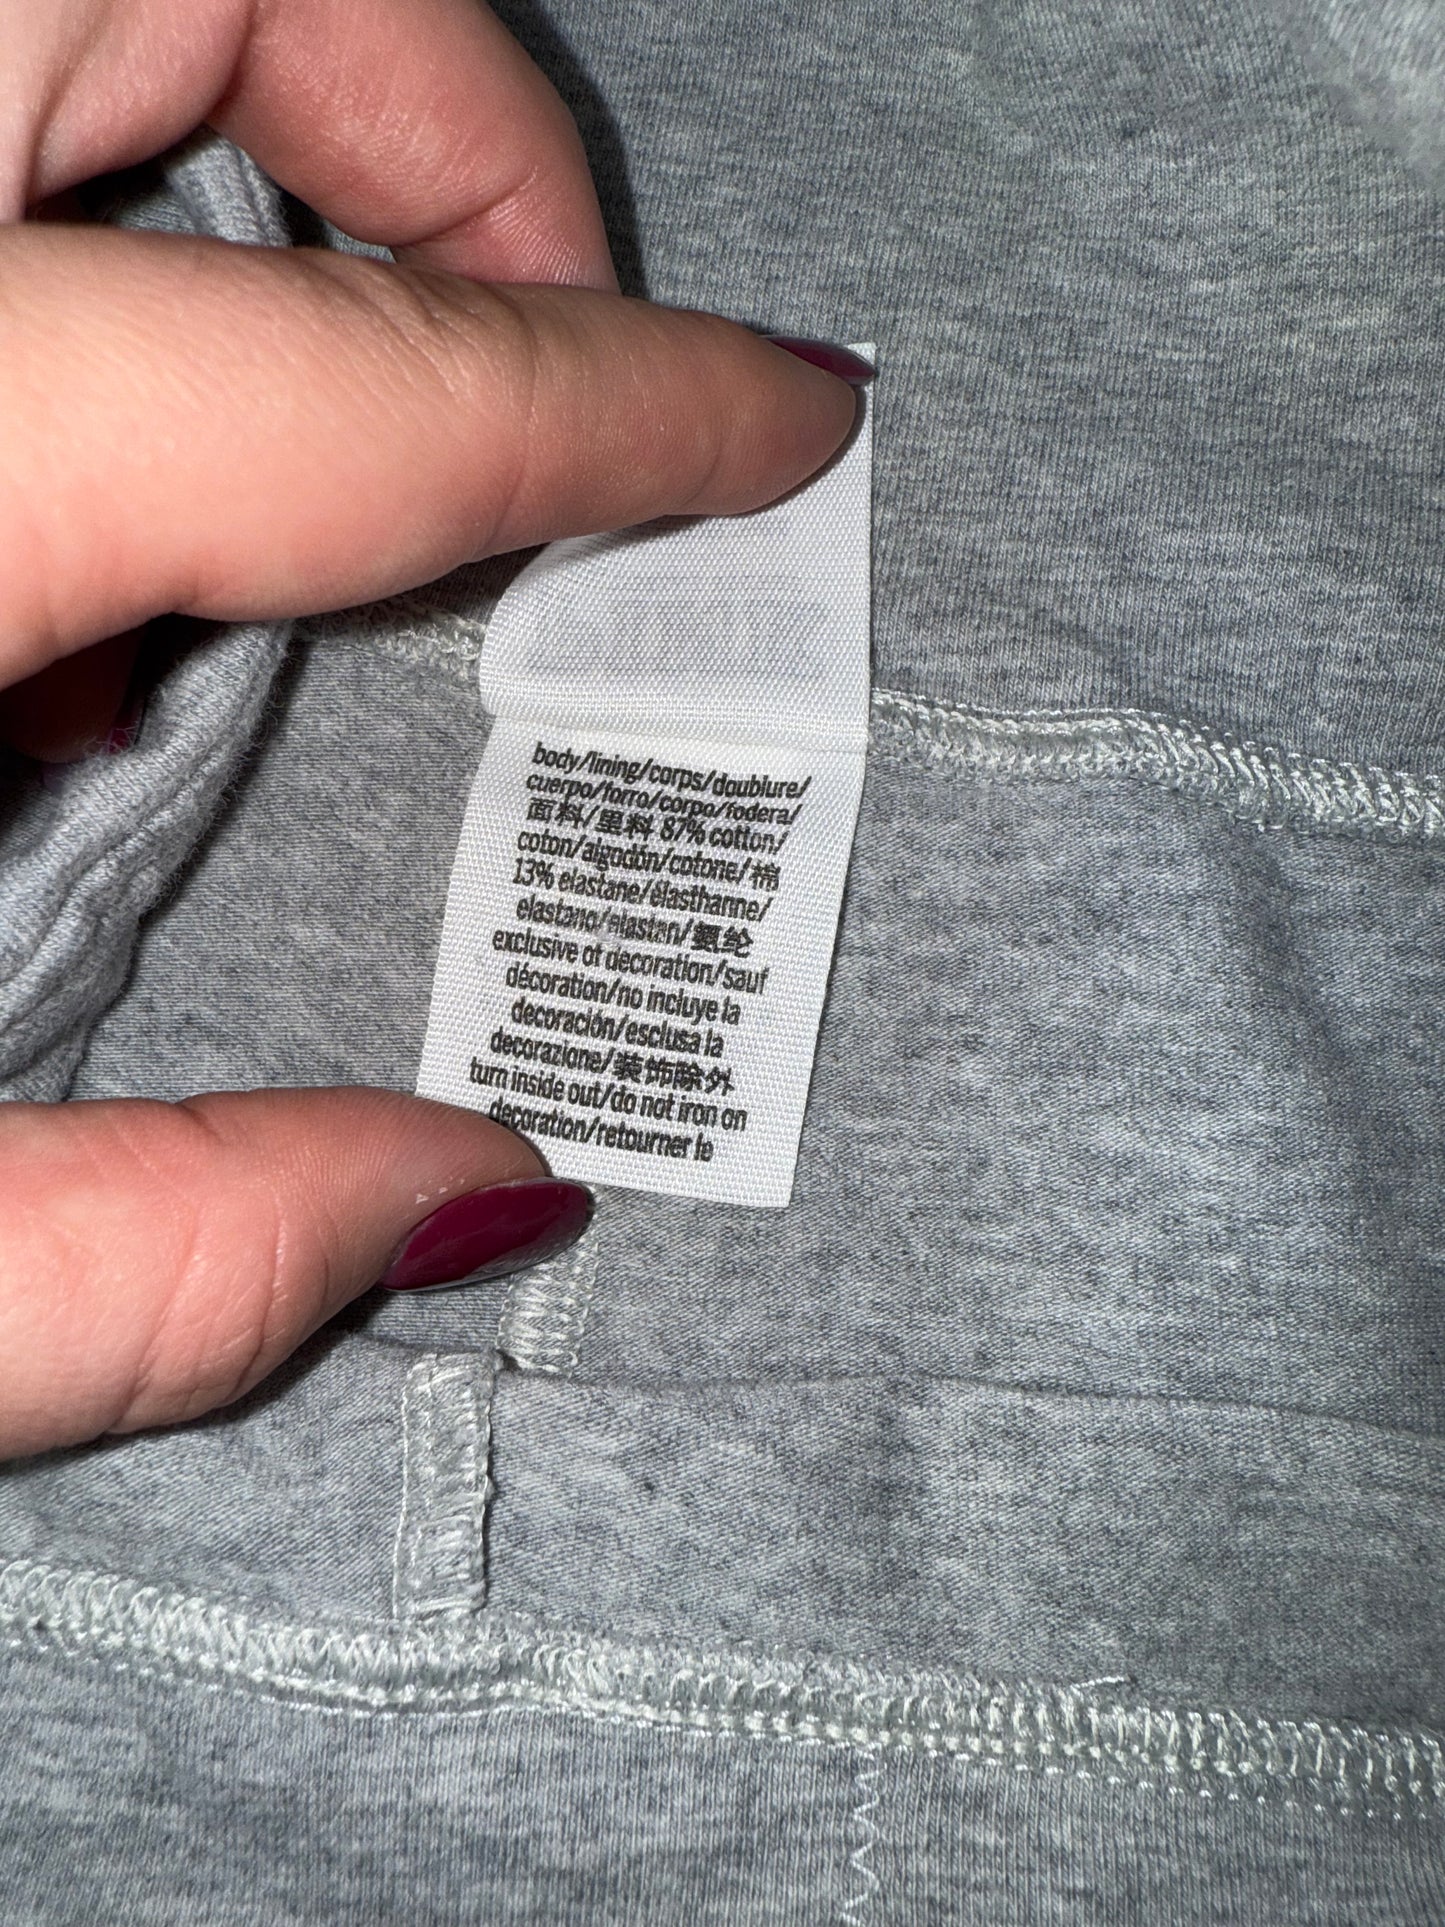 body/lining/corps/doublure/
cuerpo/forro/corpo/fodera/
面料/里料 87% cotton/
coton/algodón/cotone/棉
13% elastane/élasthanne/
elastano/elastan/氨纶
exclusive of decoration/sauf
décoration/no incluye la
decoración/esclusa la
decorazione/装饰除外
turn inside out/do not iron on
decoration/retourner le